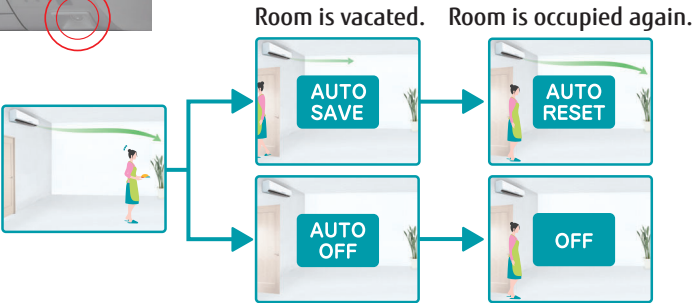 Room is vacated.
Room is occupied again.
AUTO
SAVE
AUTO
RESET
AUTO
OFF
OFF